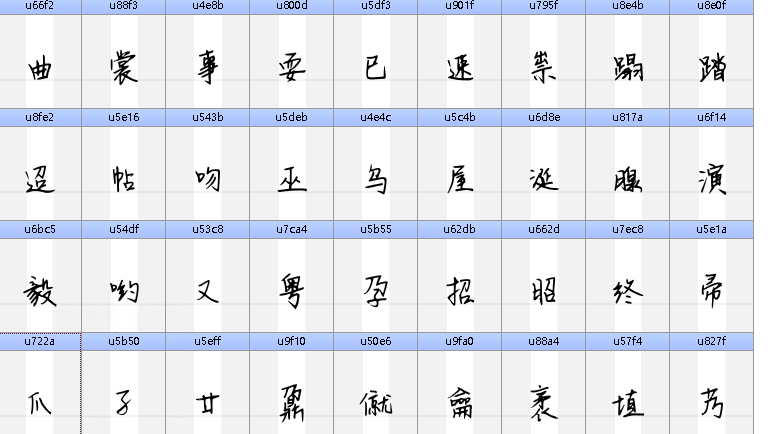 u66f2 u88f3 u4e8b u800d u5df3 u901f u795f u8e4b u8e0f
曲 裳 事 耍 巳 速 祟 蹋 踏
u8fe2 u5e16 u543b u5deb u4e4c u5c4b u6d8e u817a u6f14
迢 帖 吻 巫 乌 屋 涎 腺 演
u6bc5 u54df u53c8 u7ca4 u5b55 u62db u662d u7ec8 u5e1a
毅 哟 又 粤 孕 招 昭 终 帚
u722a u5b50 u5eff u9f10 u50e6 u9fa0 u88a4 u57f4 u827f
爪 子 廿 鼐 僦 龠 袤 埴 艿